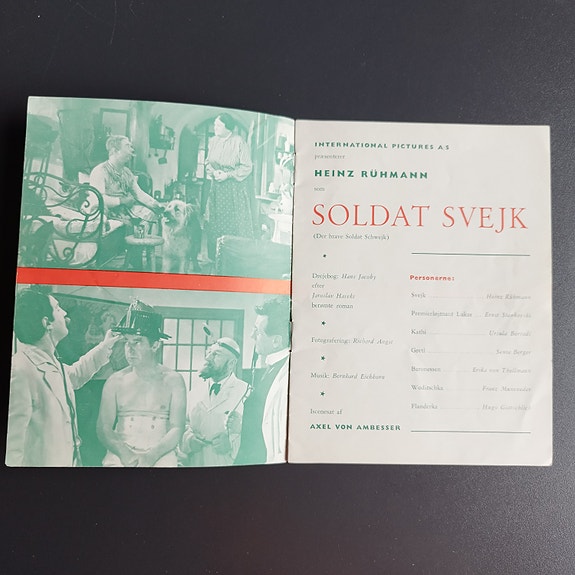 INTERNATIONAL PICTURES A·S
præsenterer
HEINZ RÜHMANN
som
SOLDAT SVEJK
(Der brave Soldat Schwejk)
Drejebog: Hans Jacoby
efter
Jaroslav Haseks
berømte roman
Fotografering: Richard Angst
Musik: Bernhard Eichhorn
Iscenesat af
AXEL VON AMBESSER
Personerne:
Svejk Heinz Rühmann
Premierløjtnant Lukas Ernst Stankovski
Kathi Ursula Borsodi
Gretl Senta Berger
Baronessen Erika von Thellmann
Woditschka Franz Muxeneder
Flanderka Hugo Gottschlich